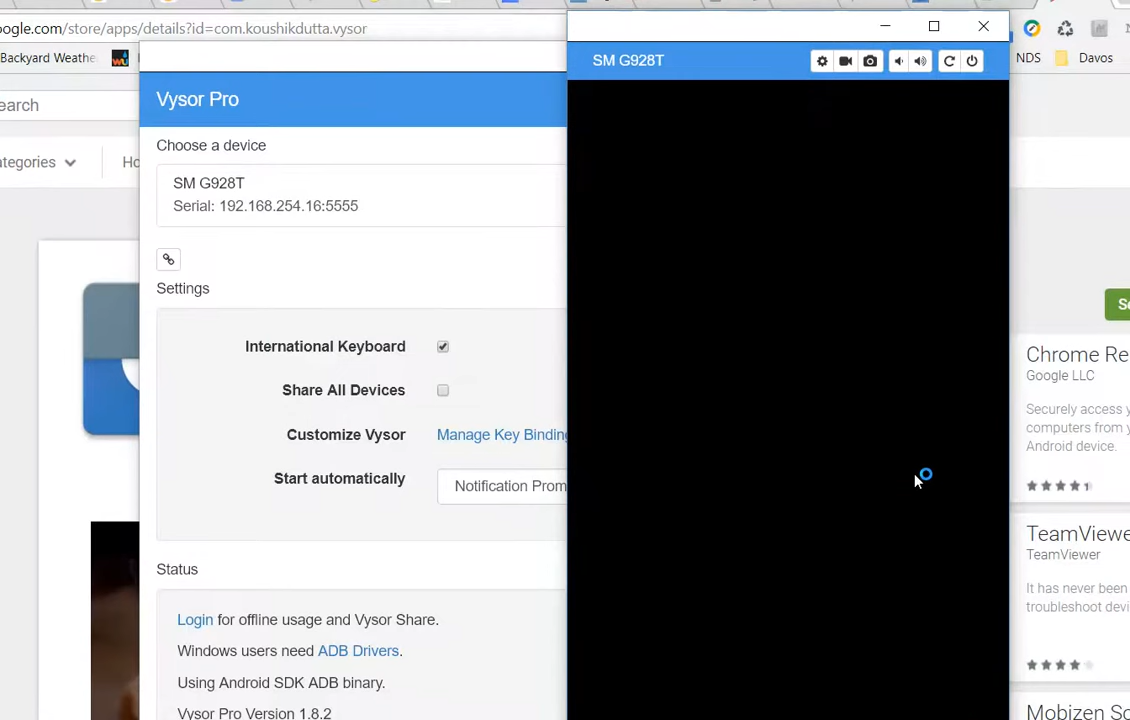 oogle.com/store/apps/details?id=com.koushikdutta.vysor
Backyard Weathe
NDS
Davos
earch
ategories
Ho
Vysor Pro
Choose a device
SM G928T
Serial: 192.168.254.16:5555
Settings
International Keyboard
Share All Devices
Customize Vysor
Manage Key Binding
Start automatically
Notification Prom
Status
Login for offline usage and Vysor Share.
Windows users need ADB Drivers.
Using Android SDK ADB binary.
Vysor Pro Version 1.8.2
SM G928T
Se
Chrome Re
Google LLC
Securely access y
computers from y
Android device.
TeamViewe
TeamViewer
It has never been
troubleshoot devi
Mobizen Sc